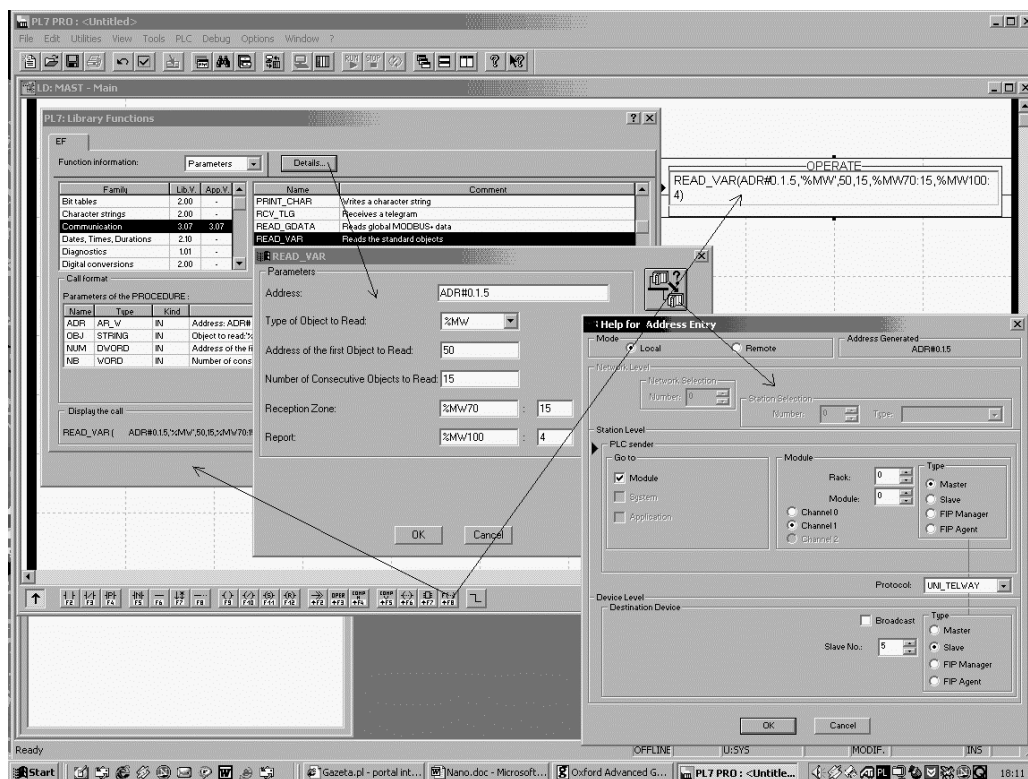 PL7 PRO : <Untitled>
File Edit Utilities View Tools PLC Debug Options Window ?
LD: MAST - Main
PL7: Library Functions
EF
Function information:
Parameters
Details...
Family Lib.V. App.V.
Bit tables 2.00 -
Character strings 2.00 -
Communication 3.07 3.07
Dates, Times, Durations 2.10 -
Diagnostics 1.01 -
Digital conversions 2.00 -
Name Comment
PRINT_CHAR Writes a character string
RCV_TLG Receives a telegram
READ_GDATA Reads global MODBUS+ data
READ_VAR Reads the standard objects
Call format
Parameters of the PROCEDURE :
Name Type Kind
ADR AR_W IN Address: ADR#
OBJ STRING IN Object to read:
NUM DWORD IN Address of the fi
NB WORD IN Number of cons
Display the call
READ_VAR ( ADR#0.1.5,'%MW',50,15,%MW70:1
OPERATE
READ_VAR(ADR#0.1.5,'%MW',50,15,%MW70:15,%MW100:
4)
READ_VAR
Parameters
Address: ADR#0.1.5
Type of Object to Read: %MW
Address of the first Object to Read: 50
Number of Consecutive Objects to Read: 15
Reception Zone: %MW70 : 15
Report: %MW100 : 4
OK Cancel
Help for Address Entry
Mode
Local Remote
Address Generated
ADR#0.1.5
Network Level
Network Selection
Number: 0
Station Selection
Number: 0 Type:
Station Level
PLC sender
Go to
Module
System
Application
Module
Rack: 0
Module: 0
Channel 0
Channel 1
Channel 2
Type
Master
Slave
FIP Manager
FIP Agent
Protocol: UNI_TELWAY
Device Level
Destination Device
Broadcast
Slave No.: 5
Type
Master
Slave
FIP Manager
FIP Agent
OK Cancel
Ready OFFLINE U:SYS MODIF. INS
Start Gazeta.pl - portal int... Nano.doc - Microsoft... Oxford Advanced G... PL7 PRO : <Untitle... 18:11